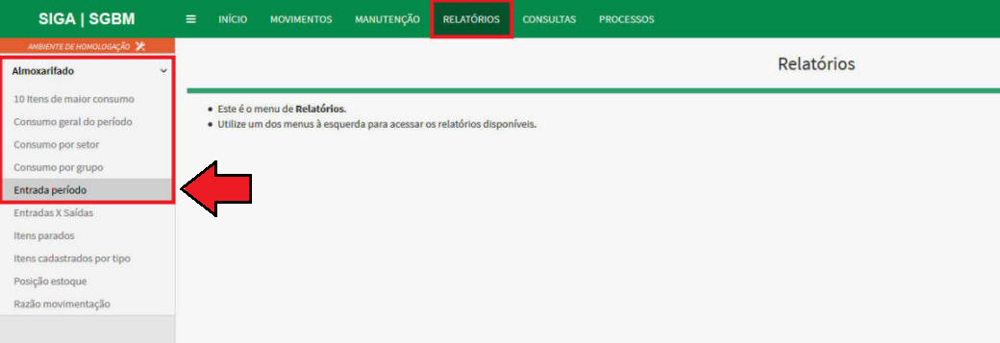 SIGA | SGBM
INÍCIO MOVIMENTOS MANUTENÇÃO RELATÓRIOS CONSULTAS PROCESSOS
AMBIENTE DE HOMOLOGAÇÃO
Almoxarifado
10 Itens de maior consumo
Consumo geral do período
Consumo por setor
Consumo por grupo
Entrada período
Entradas X Saídas
Itens parados
Itens cadastrados por tipo
Posição estoque
Razão movimentação
Relatórios
Este é o menu de Relatórios.
Utilize um dos menus à esquerda para acessar os relatórios disponíveis.